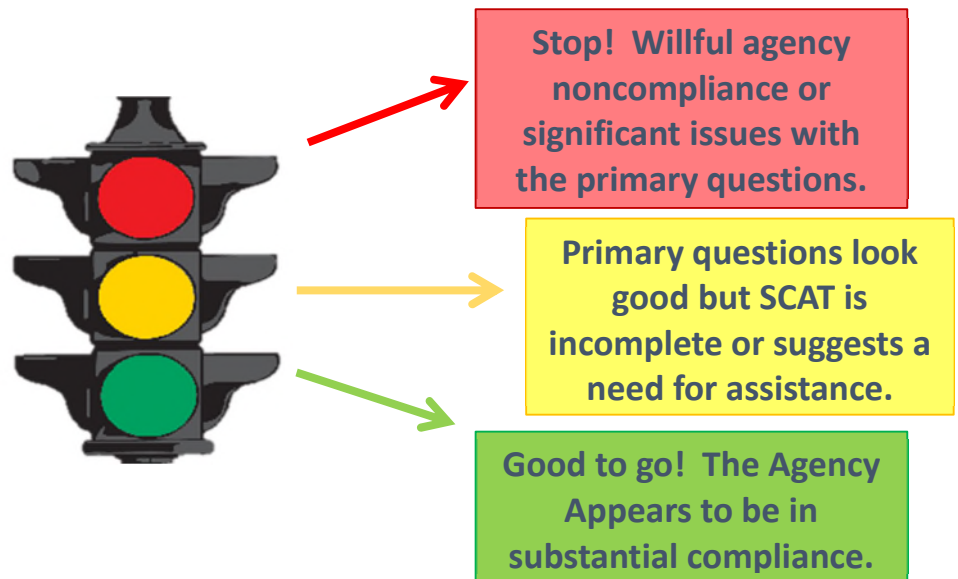 Stop!  Willful agency
noncompliance or
significant issues with
the primary questions.
Primary questions look
good but SCAT is
incomplete or suggests a
need for assistance.
Good to go!  The Agency
Appears to be in
substantial compliance.